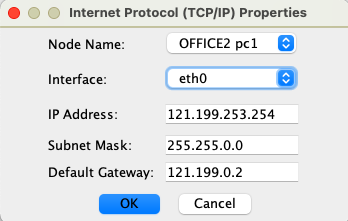 Internet Protocol (TCP/IP) Properties
Node Name: OFFICE2 pc1
Interface: eth0
IP Address: 121.199.253.254
Subnet Mask: 255.255.0.0
Default Gateway: 121.199.0.2
OK Cancel